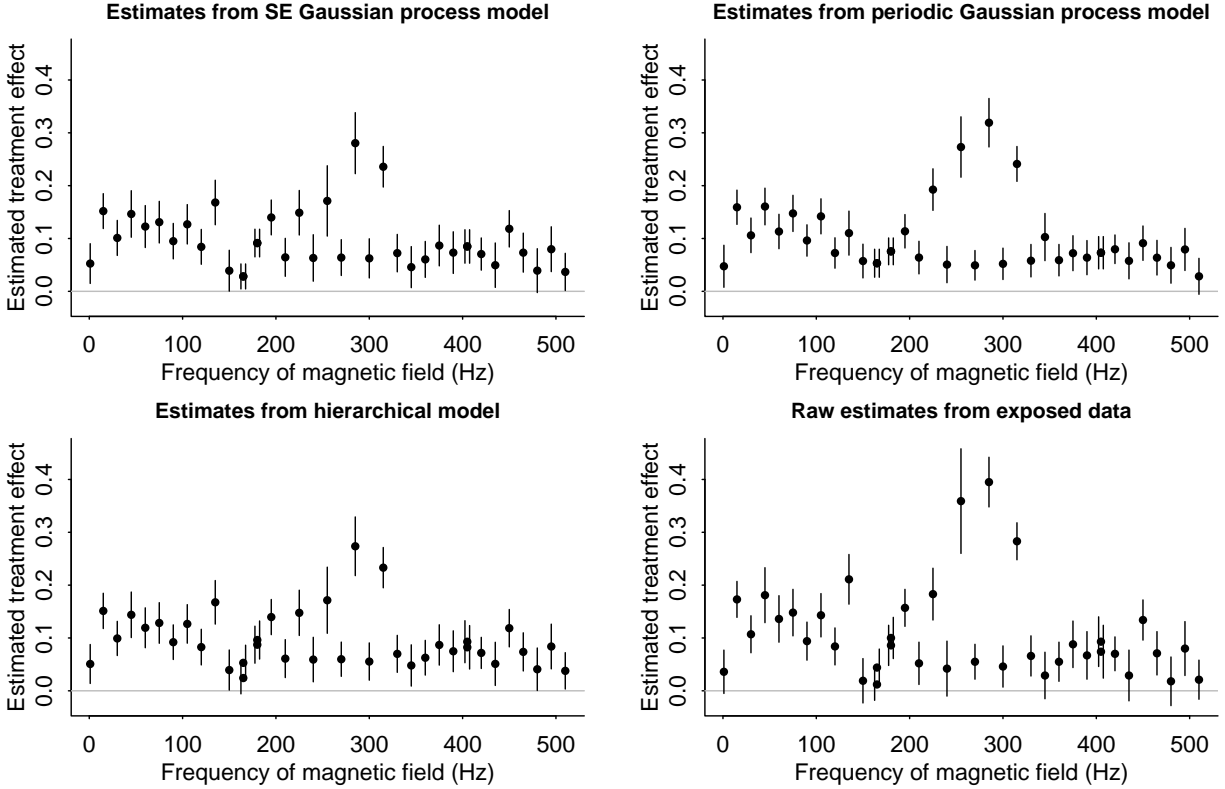 Estimates from SE Gaussian process model
Estimated treatment effect
0.4
0.3
0.2
0.1
0.0
0 100 200 300 400 500
Frequency of magnetic field (Hz)
Estimates from periodic Gaussian process model
Estimated treatment effect
0.4
0.3
0.2
0.1
0.0
0 100 200 300 400 500
Frequency of magnetic field (Hz)
Estimates from hierarchical model
Estimated treatment effect
0.4
0.3
0.2
0.1
0.0
0 100 200 300 400 500
Frequency of magnetic field (Hz)
Raw estimates from exposed data
Estimated treatment effect
0.4
0.3
0.2
0.1
0.0
0 100 200 300 400 500
Frequency of magnetic field (Hz)